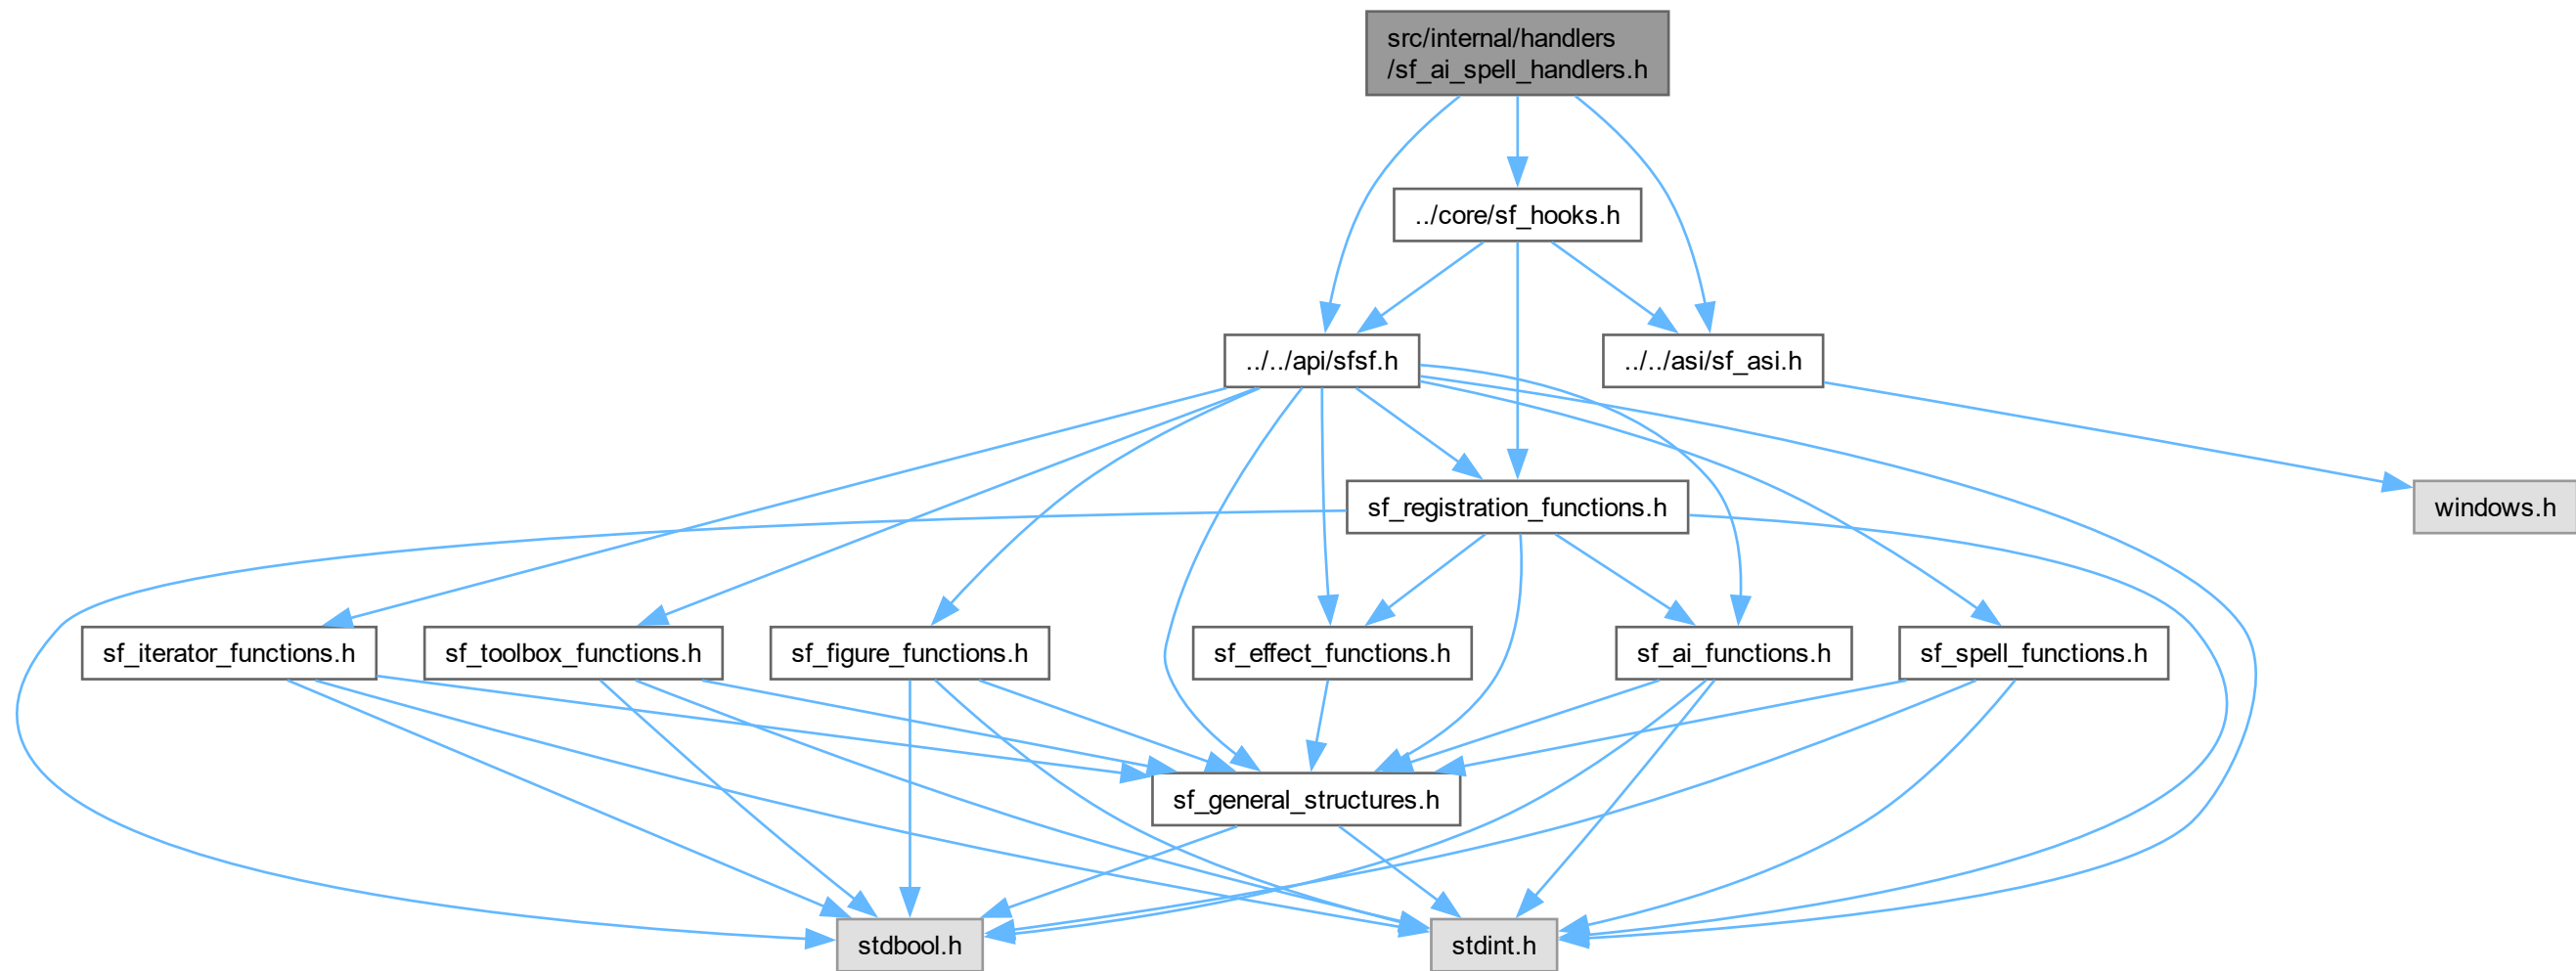 src/internal/handlers
/sf_ai_spell_handlers.h
../core/sf_hooks.h
../../api/sfsf.h
../../asi/sf_asi.h
sf_registration_functions.h
windows.h
sf_iterator_functions.h
sf_toolbox_functions.h
sf_figure_functions.h
sf_effect_functions.h
sf_ai_functions.h
sf_spell_functions.h
sf_general_structures.h
stdbool.h
stdint.h